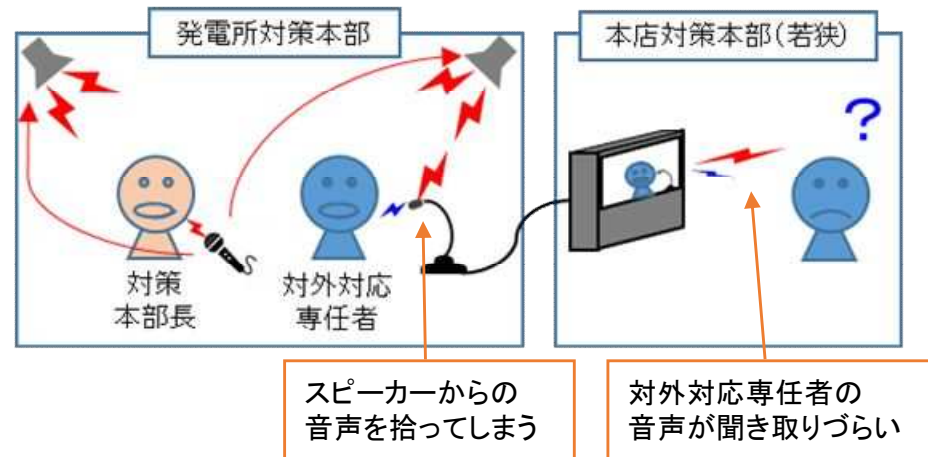 発電所対策本部
本店対策本部(若狭)
?
対策
本部長
対外対応
専任者
スピーカーからの
音声を拾ってしまう
対外対応専任者の
音声が聞き取りづらい